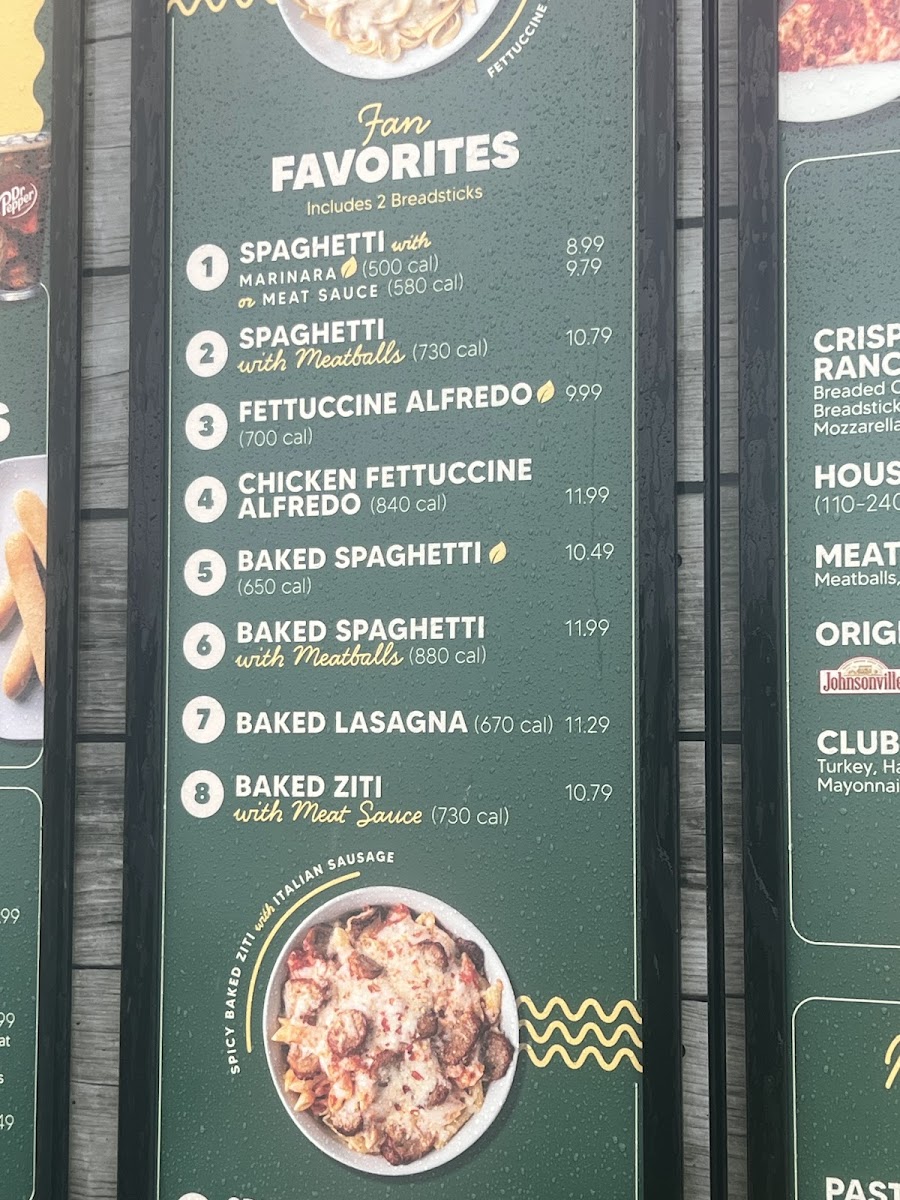 FETTUCCINE
Fan
FAVORITES
Includes 2 Breadsticks
1 SPAGHETTI with 8.99
MARINARA (500 cal) 9.79
or MEAT SAUCE (580 cal)
2 SPAGHETTI 10.79
with Meatballs (730 cal)
3 FETTUCCINE ALFREDO 9.99
(700 cal)
4 CHICKEN FETTUCCINE
ALFREDO (840 cal) 11.99
5 BAKED SPAGHETTI 10.49
(650 cal)
6 BAKED SPAGHETTI 11.99
with Meatballs (880 cal)
7 BAKED LASAGNA (670 cal) 11.29
8 BAKED ZITI 10.79
with Meat Sauce (730 cal)
SPICY BAKED ZITI with ITALIAN SAUSAGE
Dr Pepper
S
99
99
at
s
49
CRISP
RANC
Breaded C
Breadstick
Mozzarella
HOUS
(110-240
MEAT
Meatballs,
ORIGI
Johnsonville
CLUB
Turkey, Ha
Mayonnai
PAST